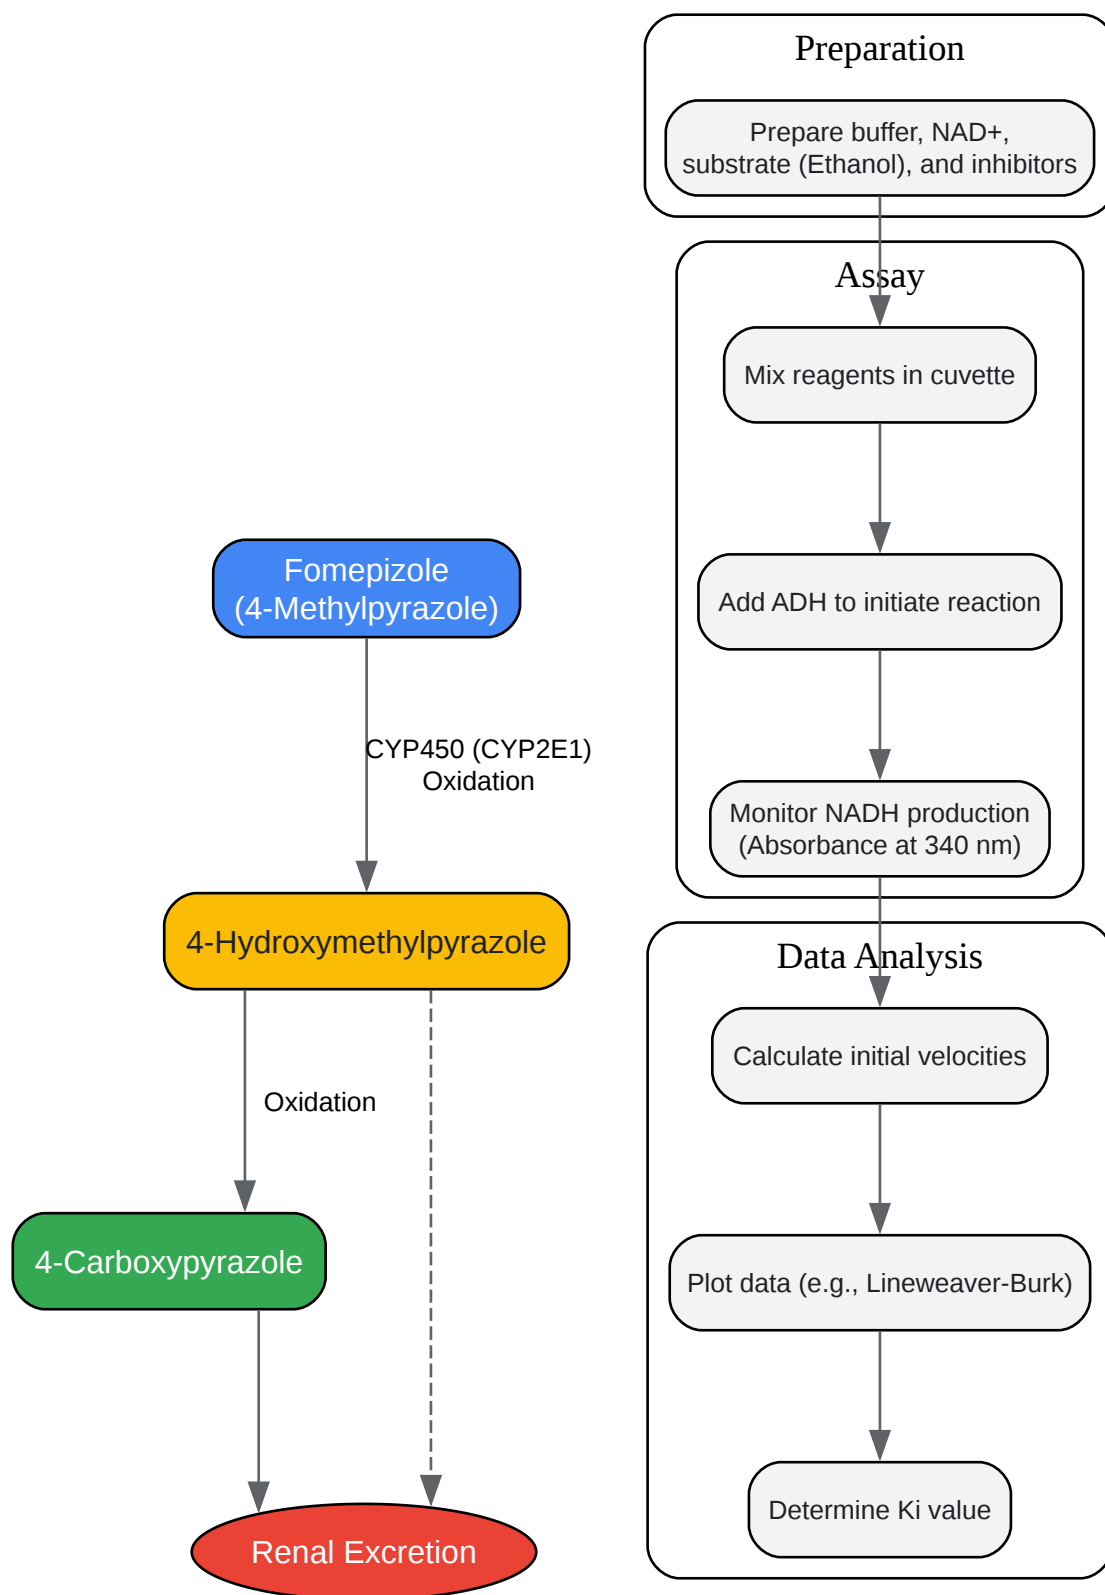 Preparation
Prepare buffer, NAD+,
substrate (Ethanol), and inhibitors
Assay
Mix reagents in cuvette
Add ADH to initiate reaction
Monitor NADH production
(Absorbance at 340 nm)
Data Analysis
Calculate initial velocities
Plot data (e.g., Lineweaver-Burk)
Determine Ki value
Fomepizole
(4-Methylpyrazole)
CYP450 (CYP2E1)
Oxidation
4-Hydroxymethylpyrazole
Oxidation
4-Carboxypyrazole
Renal Excretion